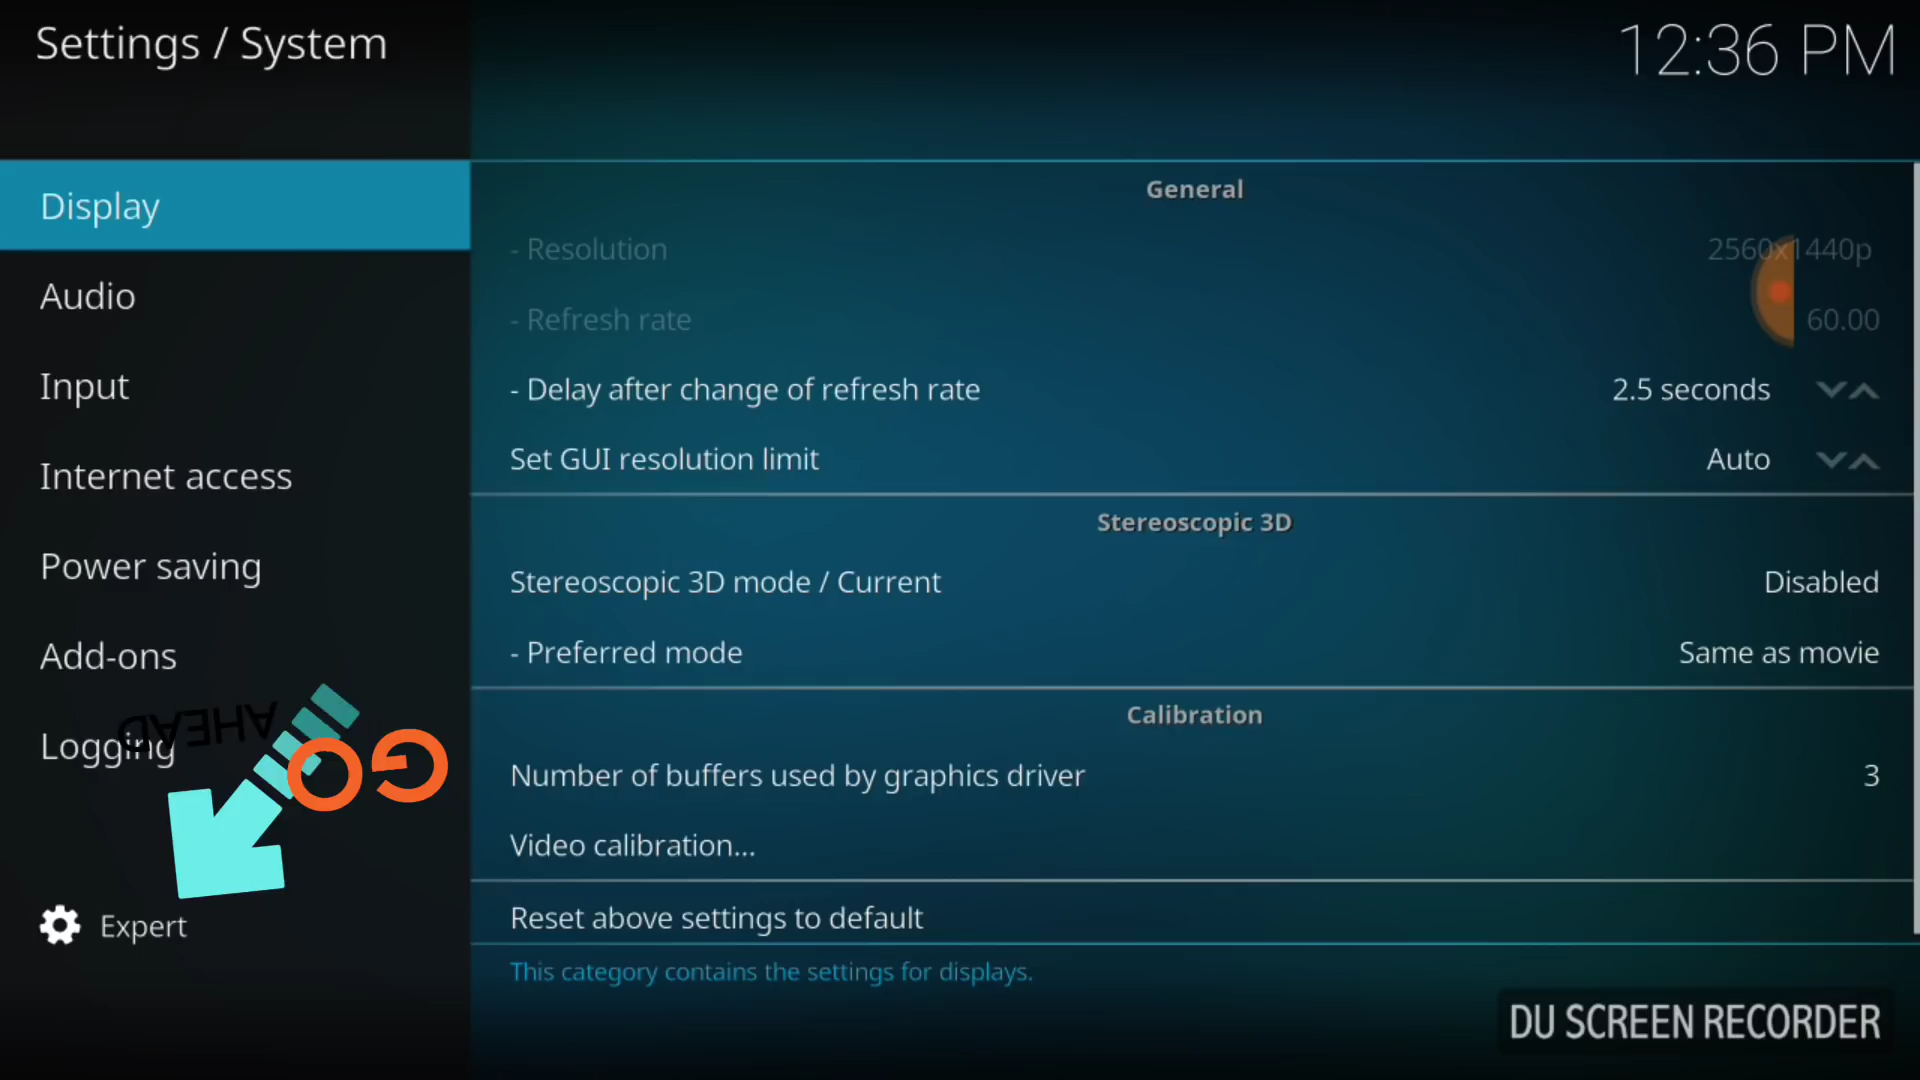 Settings / System
12:36 PM
Display
Audio
Input
Internet access
Power saving
Add-ons
Logging
AHEAD
GO
Expert
General
- Resolution 2560x1440p
- Refresh rate 60.00
- Delay after change of refresh rate 2.5 seconds
Set GUI resolution limit Auto
Stereoscopic 3D
Stereoscopic 3D mode / Current Disabled
- Preferred mode Same as movie
Calibration
Number of buffers used by graphics driver 3
Video calibration...
Reset above settings to default
This category contains the settings for displays.
DU SCREEN RECORDER